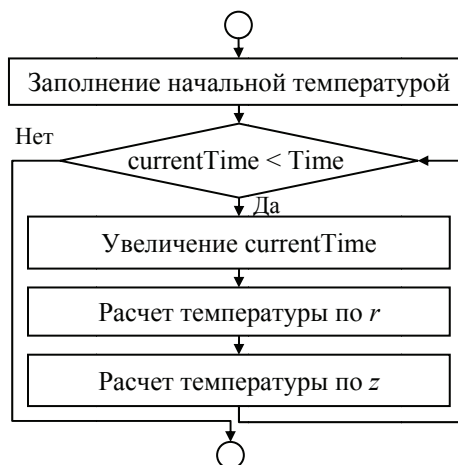 Заполнение начальной температурой
Нет
currentTime < Time
Да
Увеличение currentTime
Расчет температуры по r
Расчет температуры по z